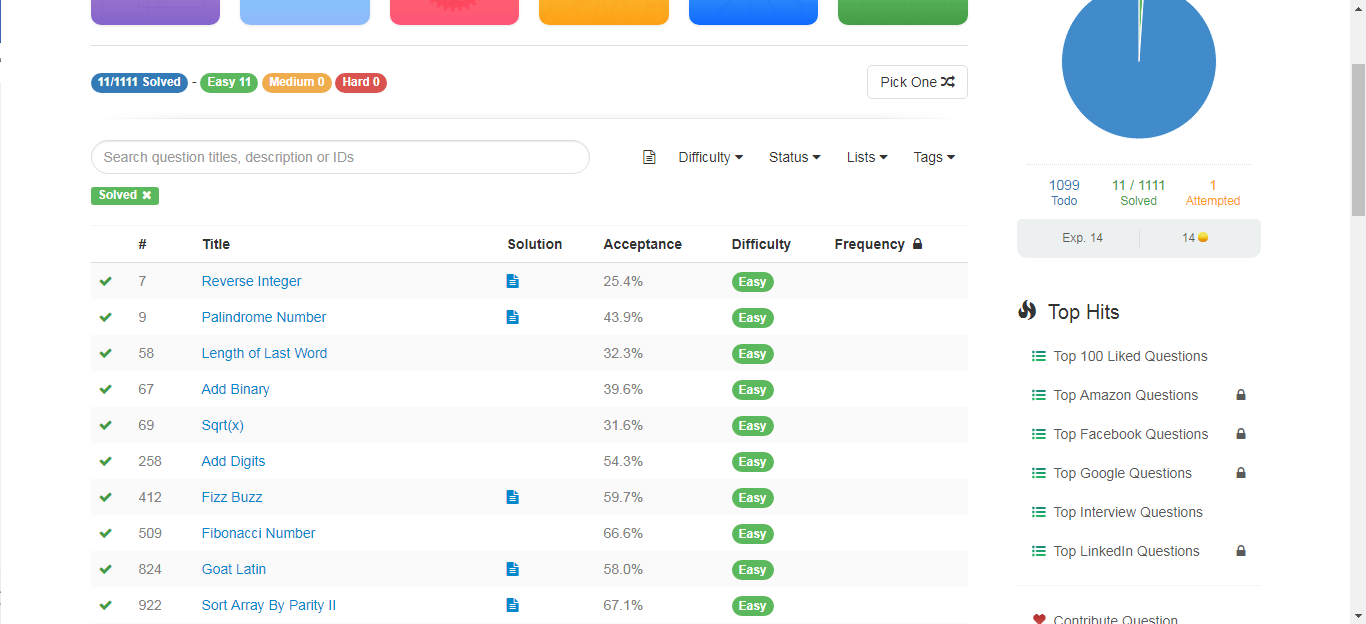 11/1111 Solved - Easy 11 Medium 0 Hard 0
Pick One
Search question titles, description or IDs
Difficulty Status Lists Tags
Solved
# Title Solution Acceptance Difficulty Frequency
7 Reverse Integer 25.4% Easy
9 Palindrome Number 43.9% Easy
58 Length of Last Word 32.3% Easy
67 Add Binary 39.6% Easy
69 Sqrt(x) 31.6% Easy
258 Add Digits 54.3% Easy
412 Fizz Buzz 59.7% Easy
509 Fibonacci Number 66.6% Easy
824 Goat Latin 58.0% Easy
922 Sort Array By Parity II 67.1% Easy
1099 11 / 1111 1
Todo Solved Attempted
Exp. 14 14
Top Hits
Top 100 Liked Questions
Top Amazon Questions
Top Facebook Questions
Top Google Questions
Top Interview Questions
Top LinkedIn Questions
Contribute Question